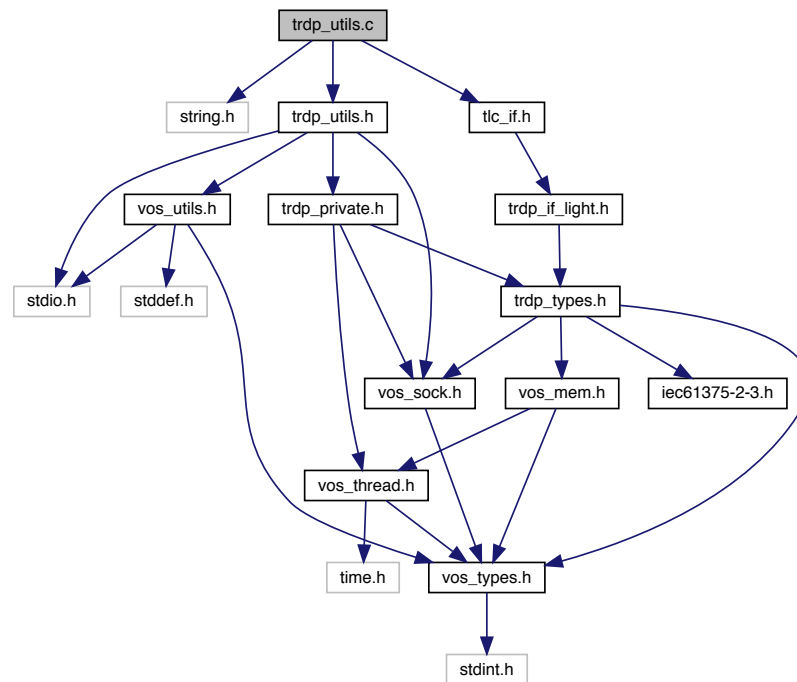 trdp_utils.c
string.h
trdp_utils.h
tlc_if.h
vos_utils.h
trdp_private.h
trdp_if_light.h
stdio.h
stddef.h
trdp_types.h
vos_sock.h
vos_mem.h
iec61375-2-3.h
vos_thread.h
time.h
vos_types.h
stdint.h